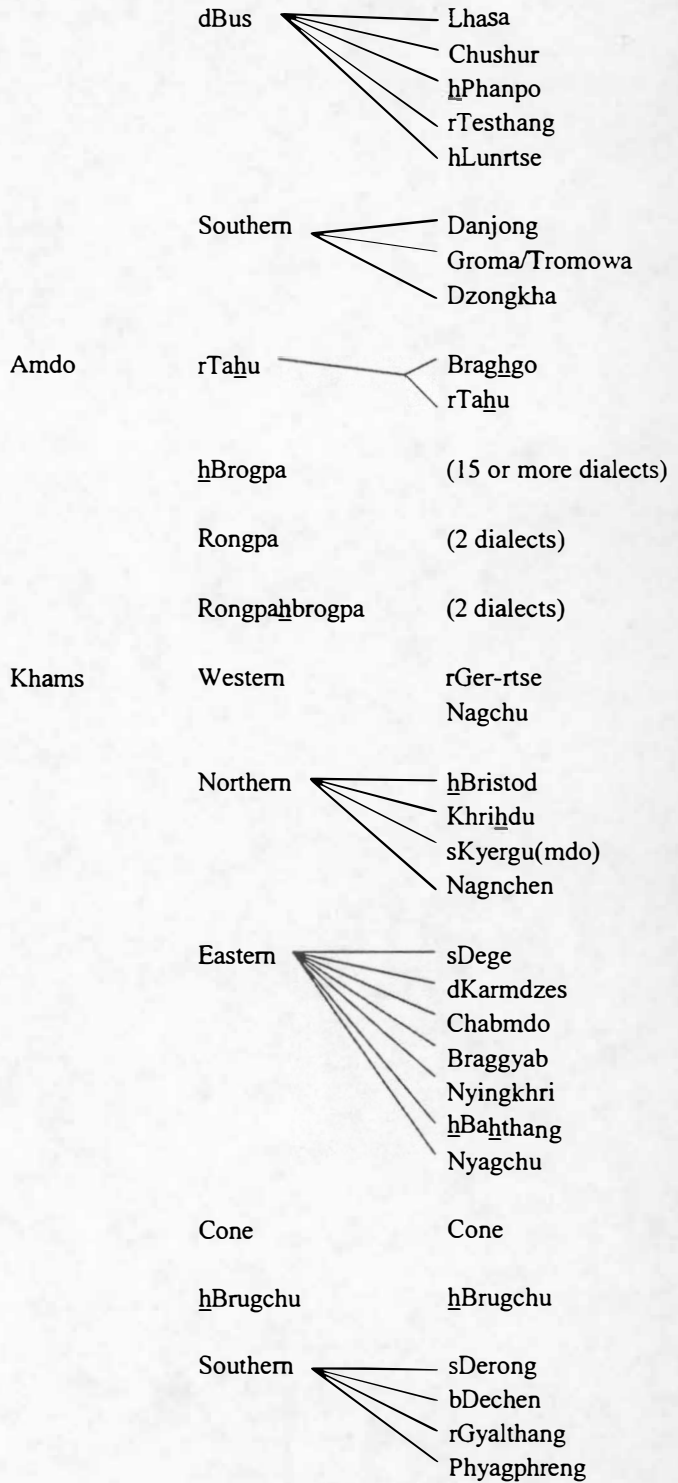 dBus Lhasa
Chushur
hPhanpo
rTesthang
hLunrtse
Southern Danjong
Groma/Tromowa
Dzongkha
Amdo rTahu Braghgo
rTahu
hBrogpa (15 or more dialects)
Rongpa (2 dialects)
Rongpahbrogpa (2 dialects)
Khams Western rGer-rtse
Nagchu
Northern hBristod
Khrihdu
sKyergu(mdo)
Nagnchen
Eastern sDege
dKarmdzes
Chabmdo
Braggyab
Nyingkhri
hBahthang
Nyagchu
Cone Cone
hBrugchu hBrugchu
Southern sDerong
bDechen
rGyalthang
Phyagphreng